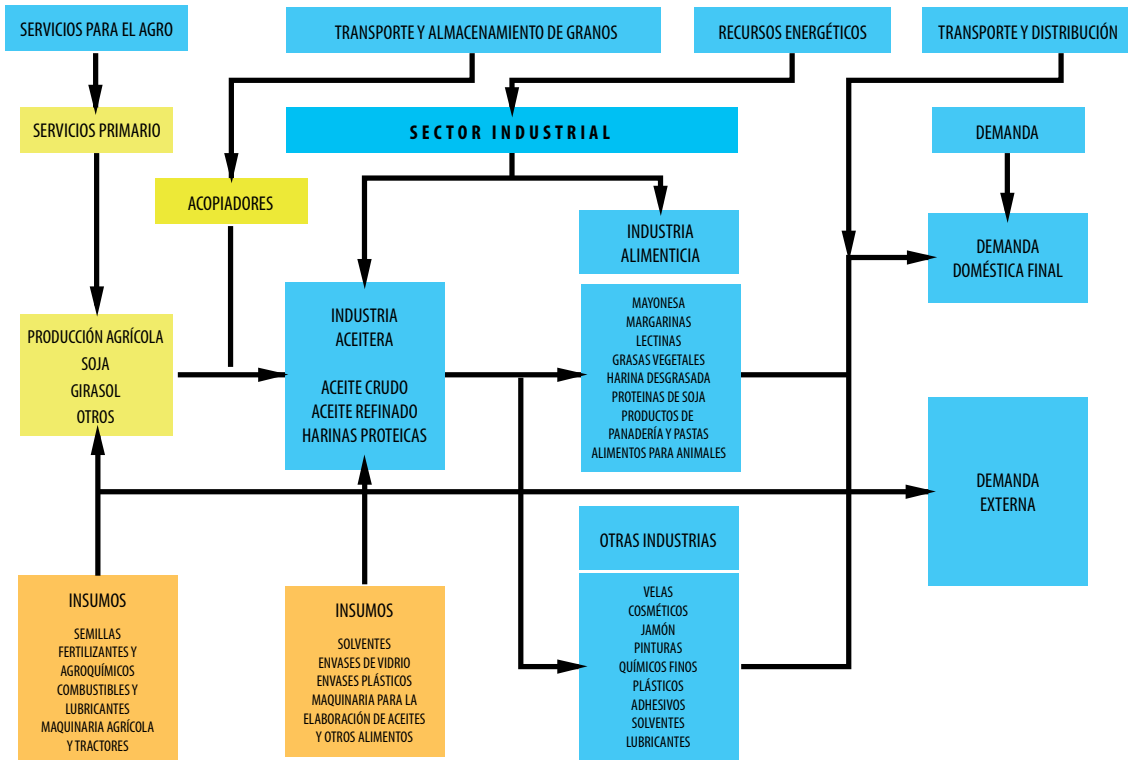 SERVICIOS PARA EL AGRO
TRANSPORTE Y ALMACENAMIENTO DE GRANOS
RECURSOS ENERGÉTICOS
TRANSPORTE Y DISTRIBUCIÓN
SERVICIOS PRIMARIO
SECTOR INDUSTRIAL
DEMANDA
ACOPIADORES
INDUSTRIA
ALIMENTICIA
DEMANDA
DOMÉSTICA FINAL
PRODUCCIÓN AGRÍCOLA
SOJA
GIRASOL
OTROS
INDUSTRIA
ACEITERA
ACEITE CRUDO
ACEITE REFINADO
HARINAS PROTEICAS
MAYONESA
MARGARINAS
LECTINAS
GRASAS VEGETALES
HARINA DESGRASADA
PROTEINAS DE SOJA
PRODUCTOS DE
PANADERÍA Y PASTAS
ALIMENTOS PARA ANIMALES
DEMANDA
EXTERNA
OTRAS INDUSTRIAS
INSUMOS
SEMILLAS
FERTILIZANTES Y
AGROQUÍMICOS
COMBUSTIBLES Y
LUBRICANTES
MAQUINARIA AGRÍCOLA
Y TRACTORES
INSUMOS
SOLVENTES
ENVASES DE VIDRIO
ENVASES PLÁSTICOS
MAQUINARIA PARA LA
ELABORACIÓN DE ACEITES
Y OTROS ALIMENTOS
VELAS
COSMÉTICOS
JAMÓN
PINTURAS
QUÍMICOS FINOS
PLÁSTICOS
ADHESIVOS
SOLVENTES
LUBRICANTES